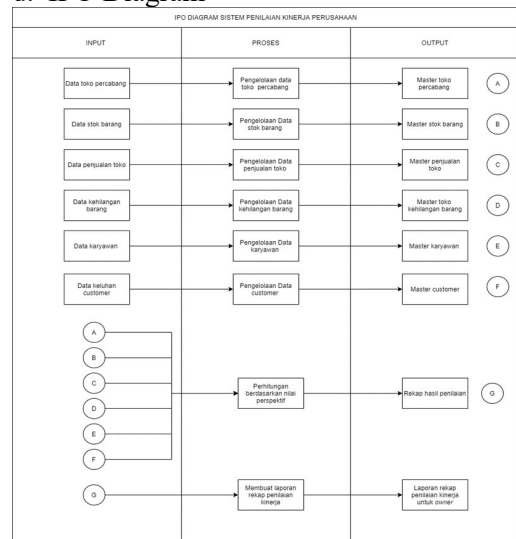 d. IPO Diagram
IPO DIAGRAM SISTEM PENILAIAN KINERJA PERUSAHAAN
INPUT
PROSES
OUTPUT
Data toko percabang
Pengelolaan data
toko percabang
Master toko
percabang
A
Data stok barang
Pengelolaan Data
stok barang
Master stok barang
B
Data penjualan toko
Pengelolaan Data
penjualan toko
Master penjualan
toko
C
Data kehilangan
barang
Pengelolaan Data
kehilangan barang
Master toko
kehilangan barang
D
Data karyawan
Pengelolaan Data
karyawan
Master karyawan
E
Data keluhan
customer
Pengelolaan Data
customer
Master customer
F
A
B
C
D
E
F
Perhitungan
berdasarkan nilai
perspektif
Rekap hasil penilaian
G
G
Membuat laporan
rekap penilaian
kinerja
Laporan rekap
penilaian kinerja
untuk owner